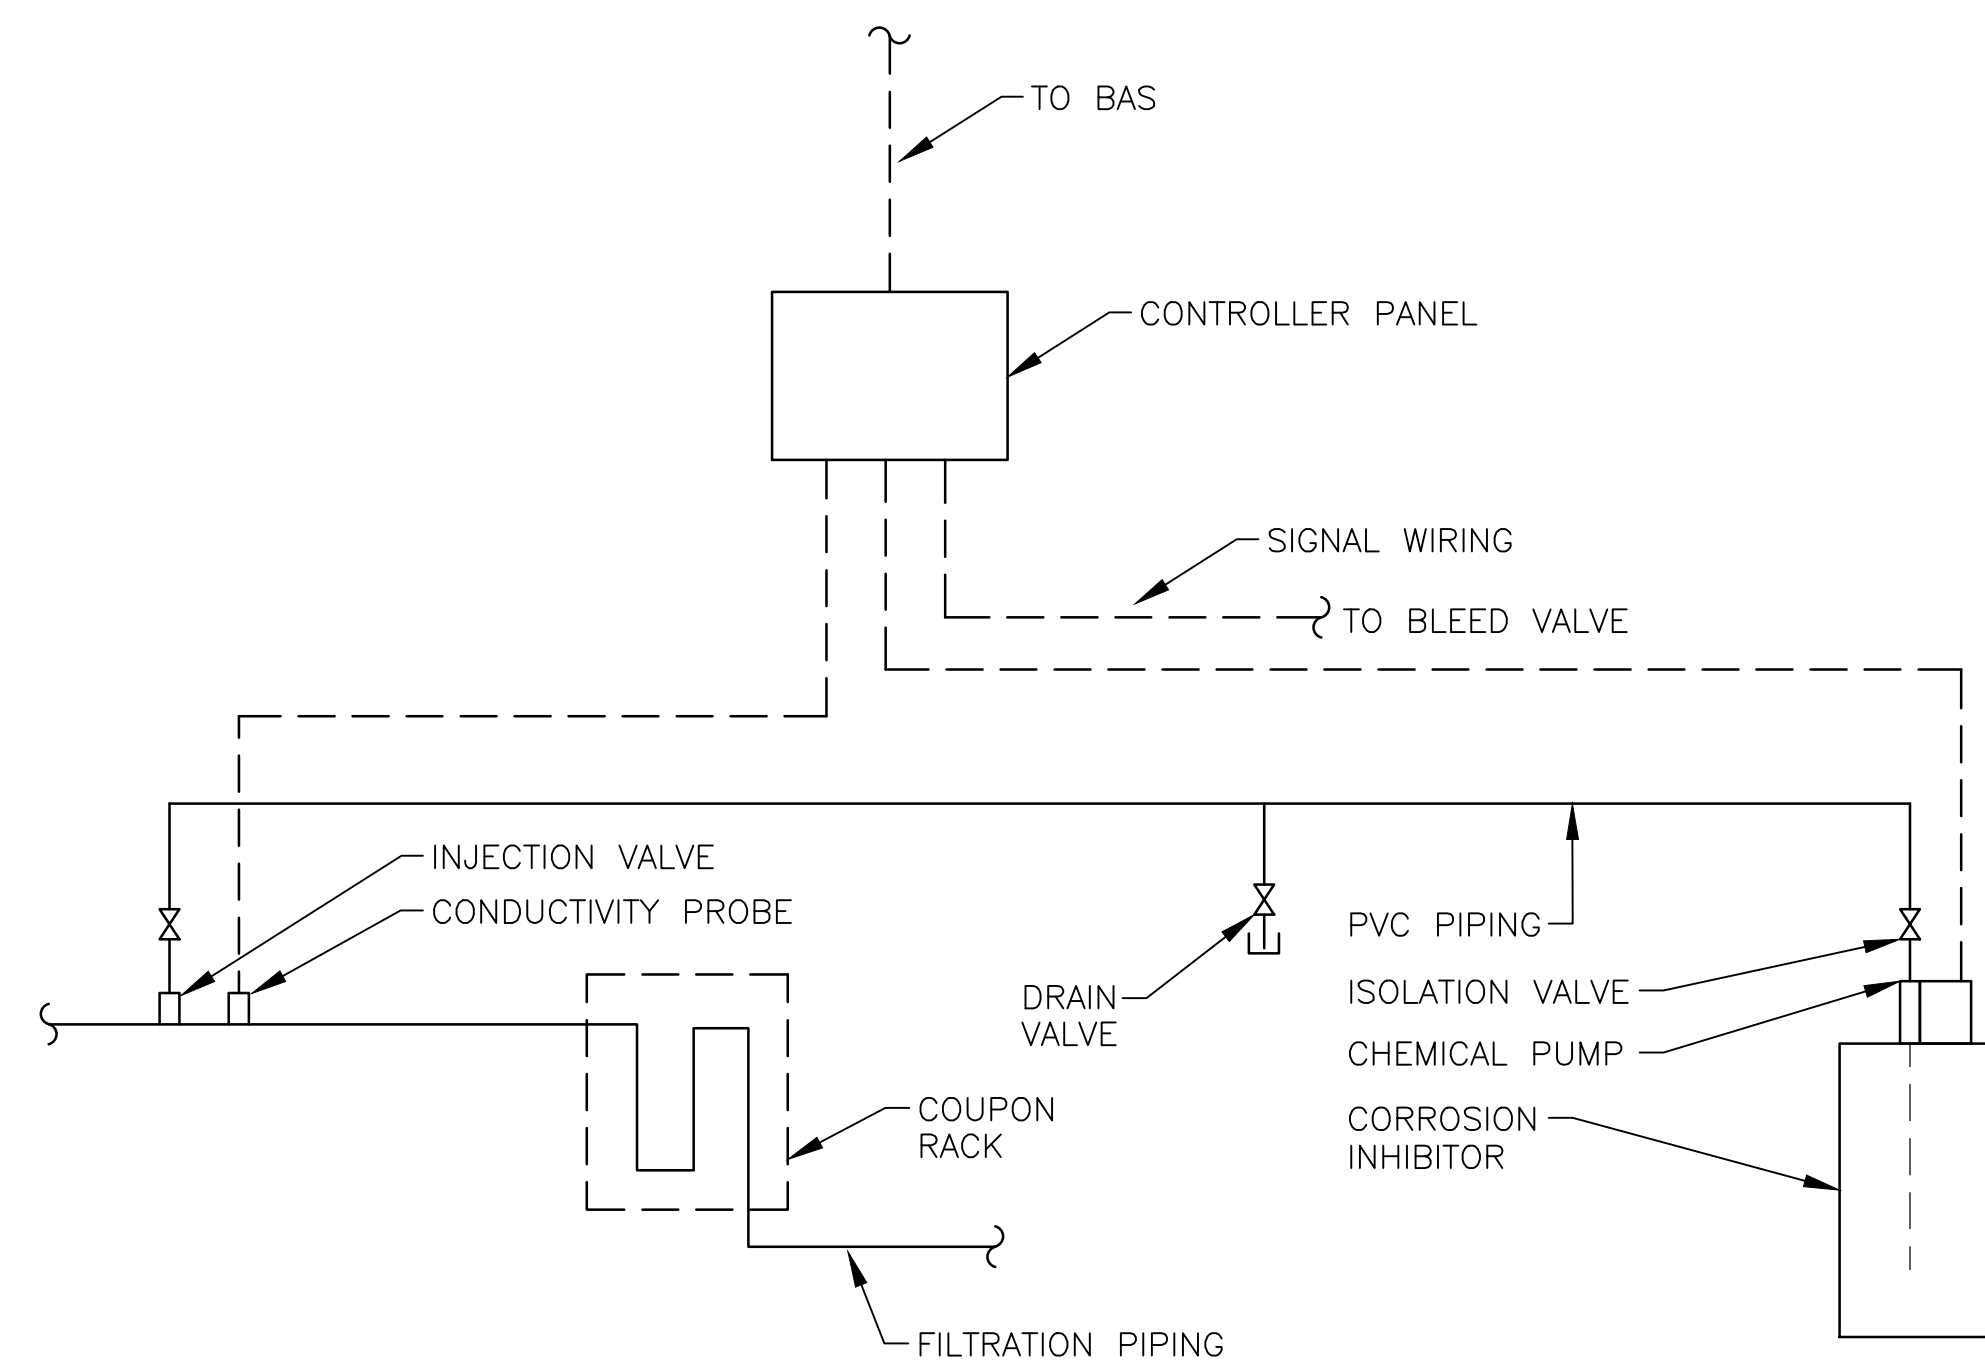 TO BAS
CONTROLLER PANEL
SIGNAL WIRING
TO BLEED VALVE
INJECTION VALVE
CONDUCTIVITY PROBE
PVC PIPING
DRAIN
VALVE
ISOLATION VALVE
CHEMICAL PUMP
COUPON
RACK
CORROSION
INHIBITOR
FILTRATION PIPING